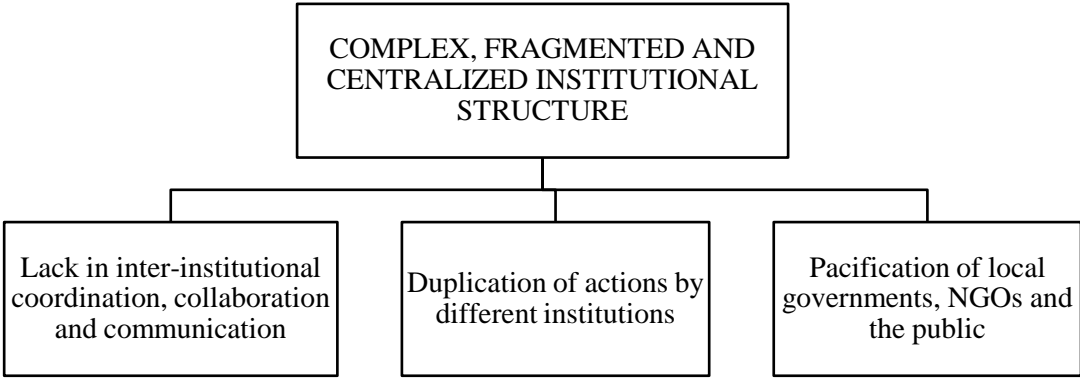 COMPLEX, FRAGMENTED AND
CENTRALIZED INSTITUTIONAL
STRUCTURE
Lack in inter-institutional
coordination, collaboration
and communication
Duplication of actions by
different institutions
Pacification of local
governments, NGOs and
the public